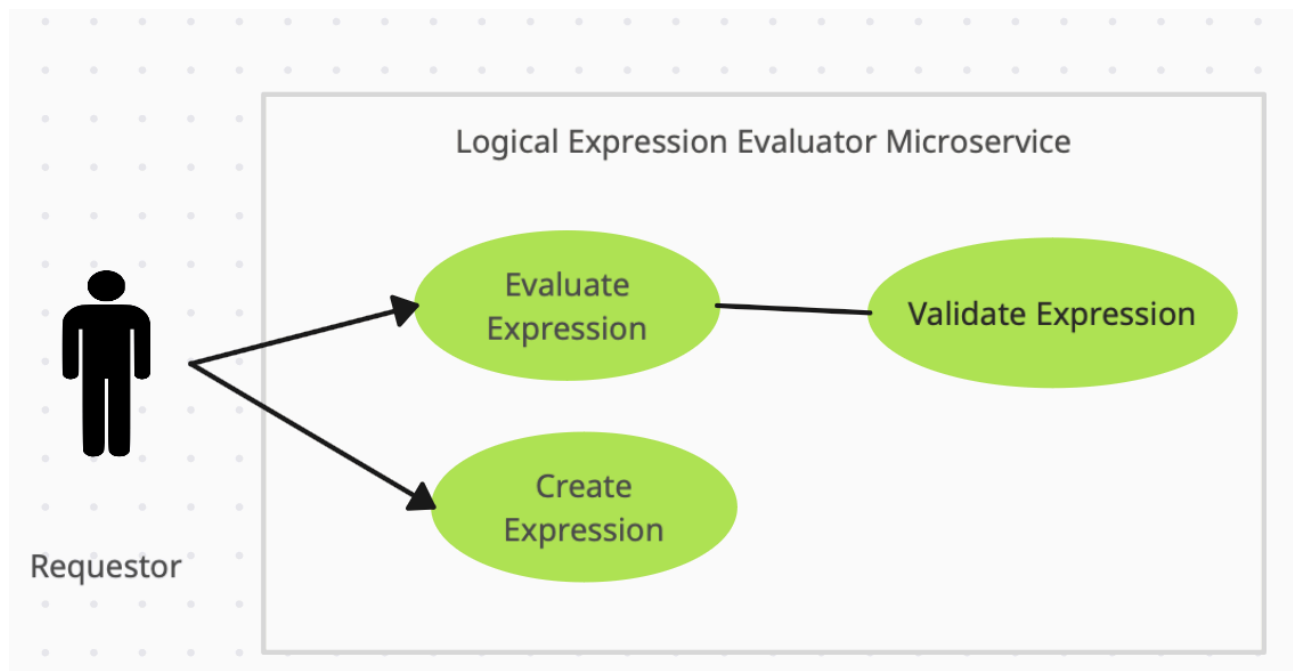 Logical Expression Evaluator Microservice
Evaluate
Expression
Validate Expression
Create
Expression
Requestor